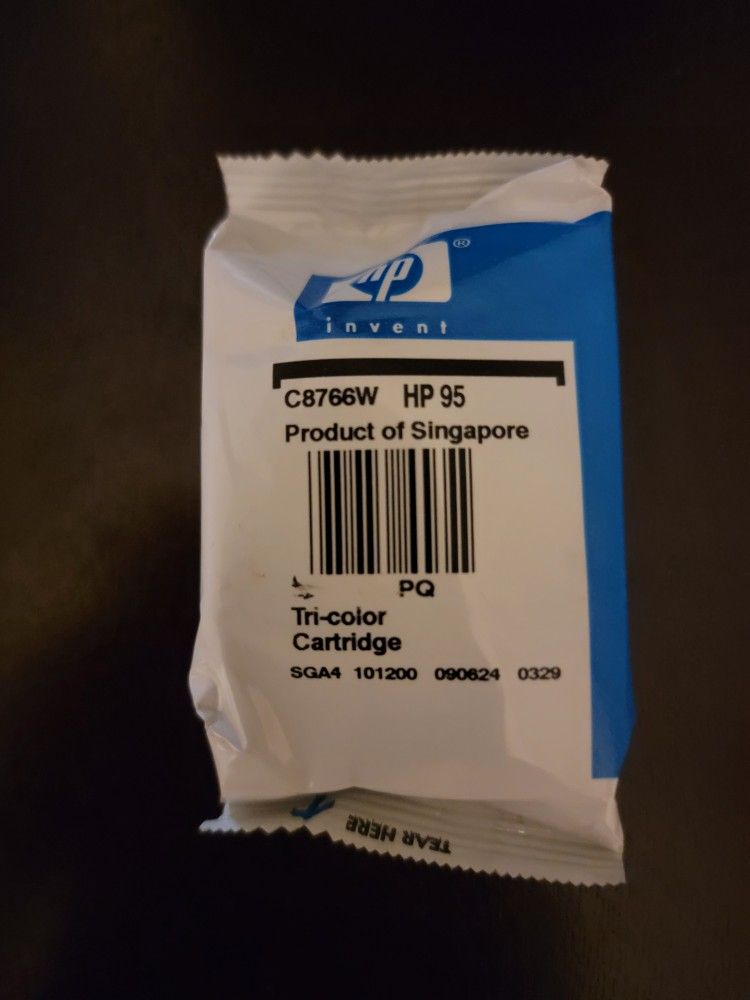 hp ®
invent
C8766W HP 95
Product of Singapore
PQ
Tri-color
Cartridge
SGA4 101200 090624 0329
TEAR HERE